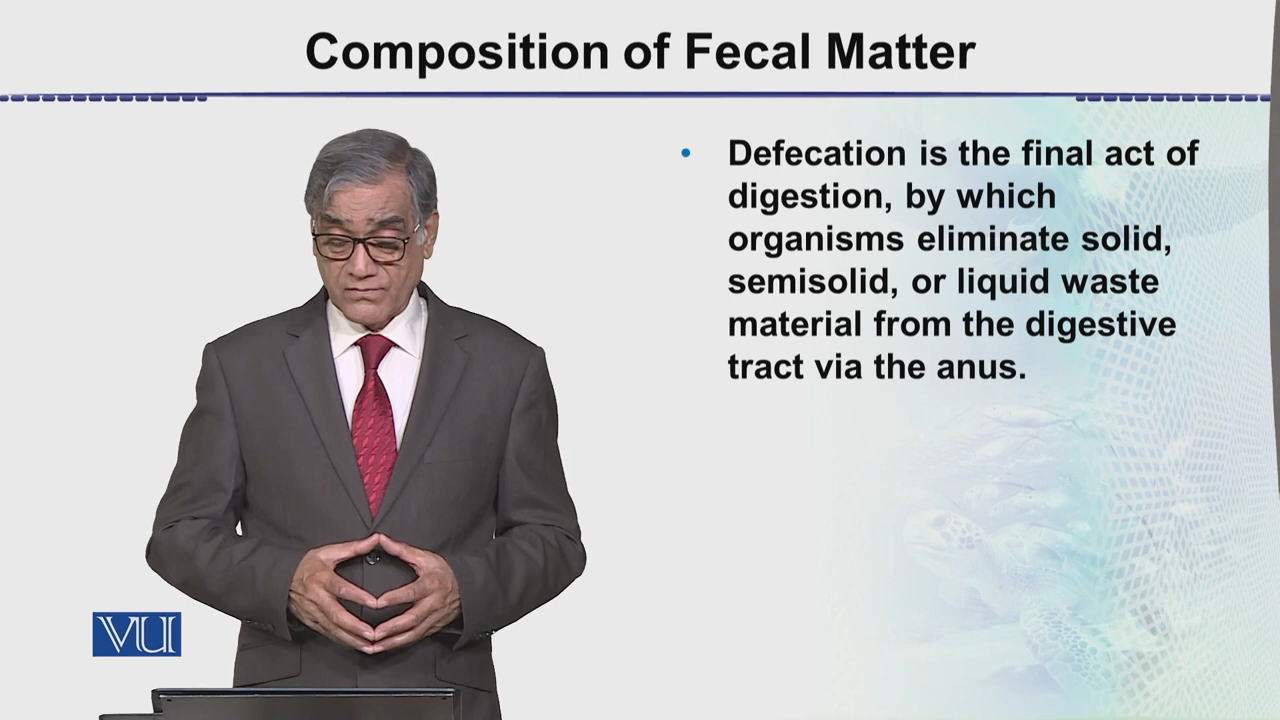 Composition of Fecal Matter
• Defecation is the final act of
digestion, by which
organisms eliminate solid,
semisolid, or liquid waste
material from the digestive
tract via the anus.
VU